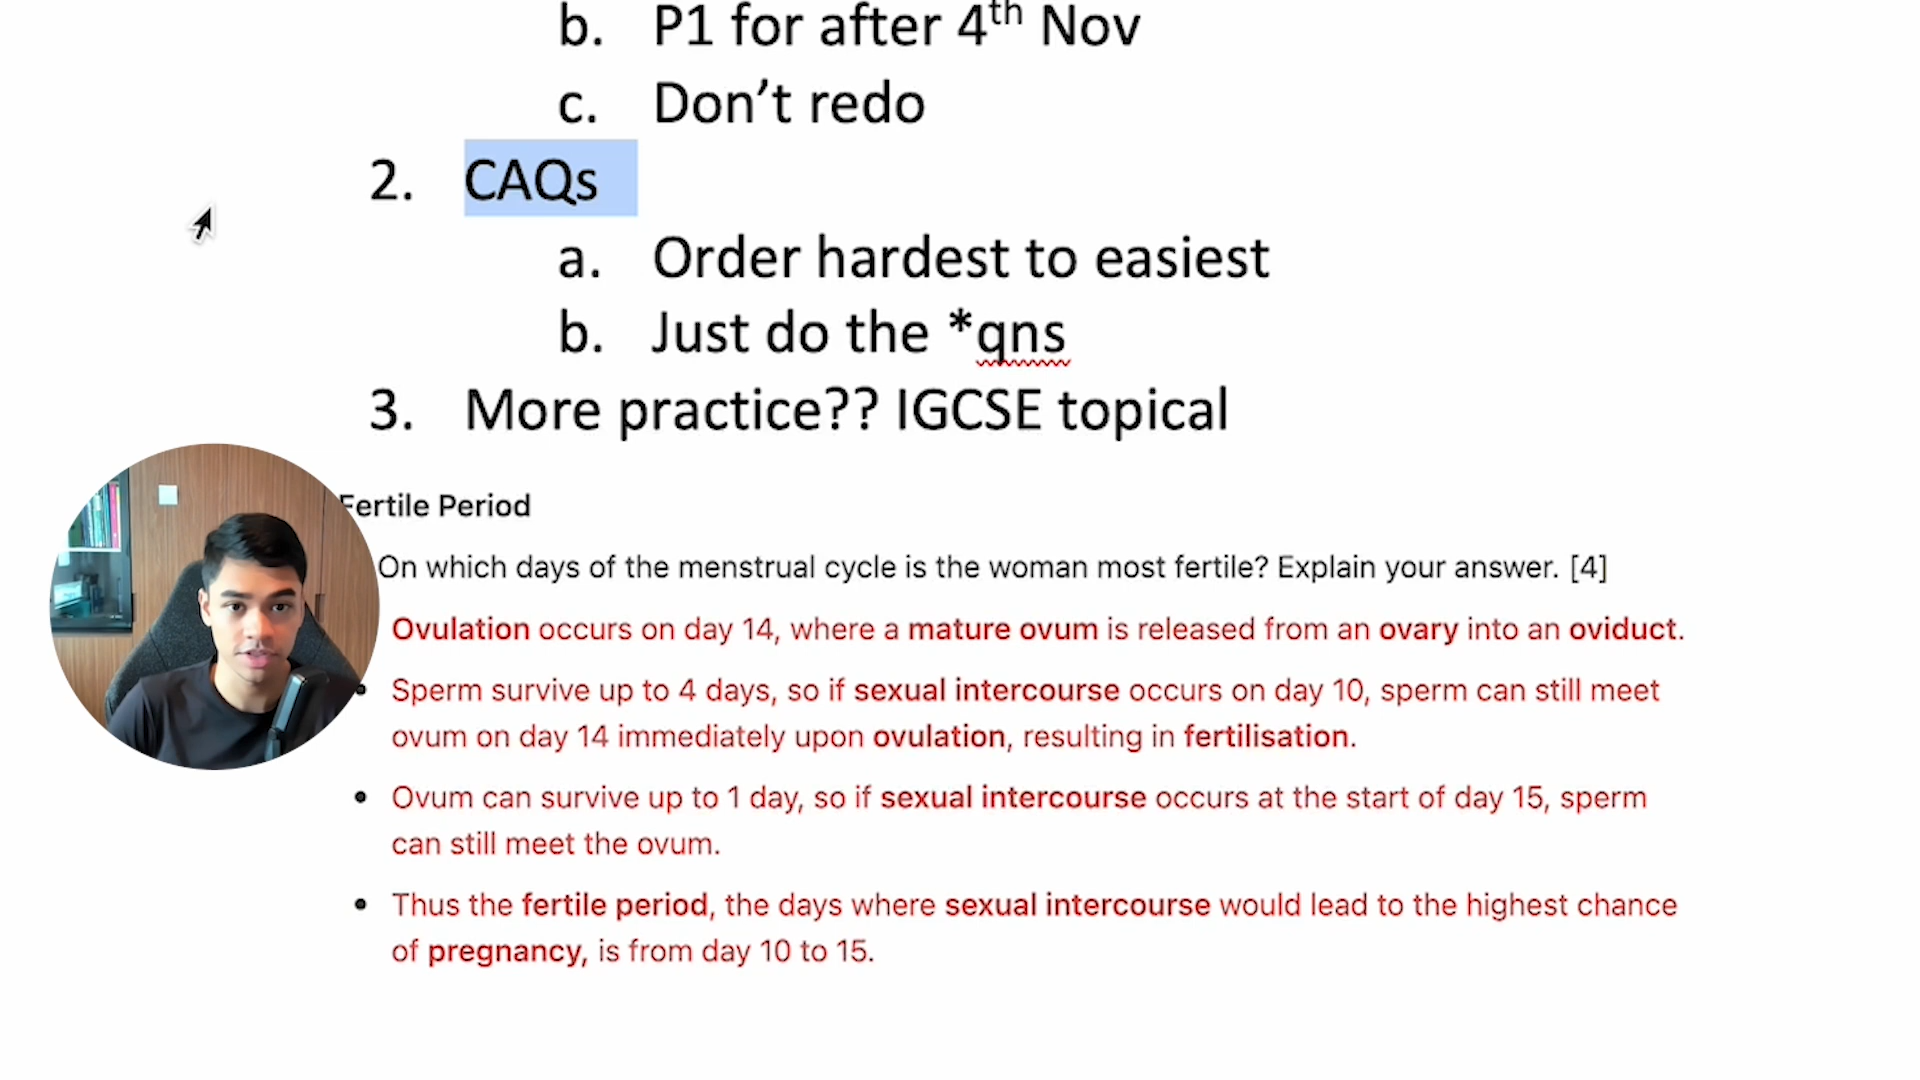 b. P1 for after 4th Nov
c. Don't redo
2. CAQs
a. Order hardest to easiest
b. Just do the *qns
3. More practice?? IGCSE topical
Fertile Period
On which days of the menstrual cycle is the woman most fertile? Explain your answer. [4]
Ovulation occurs on day 14, where a mature ovum is released from an ovary into an oviduct.
• Sperm survive up to 4 days, so if sexual intercourse occurs on day 10, sperm can still meet
ovum on day 14 immediately upon ovulation, resulting in fertilisation.
• Ovum can survive up to 1 day, so if sexual intercourse occurs at the start of day 15, sperm
can still meet the ovum.
• Thus the fertile period, the days where sexual intercourse would lead to the highest chance
of pregnancy, is from day 10 to 15.